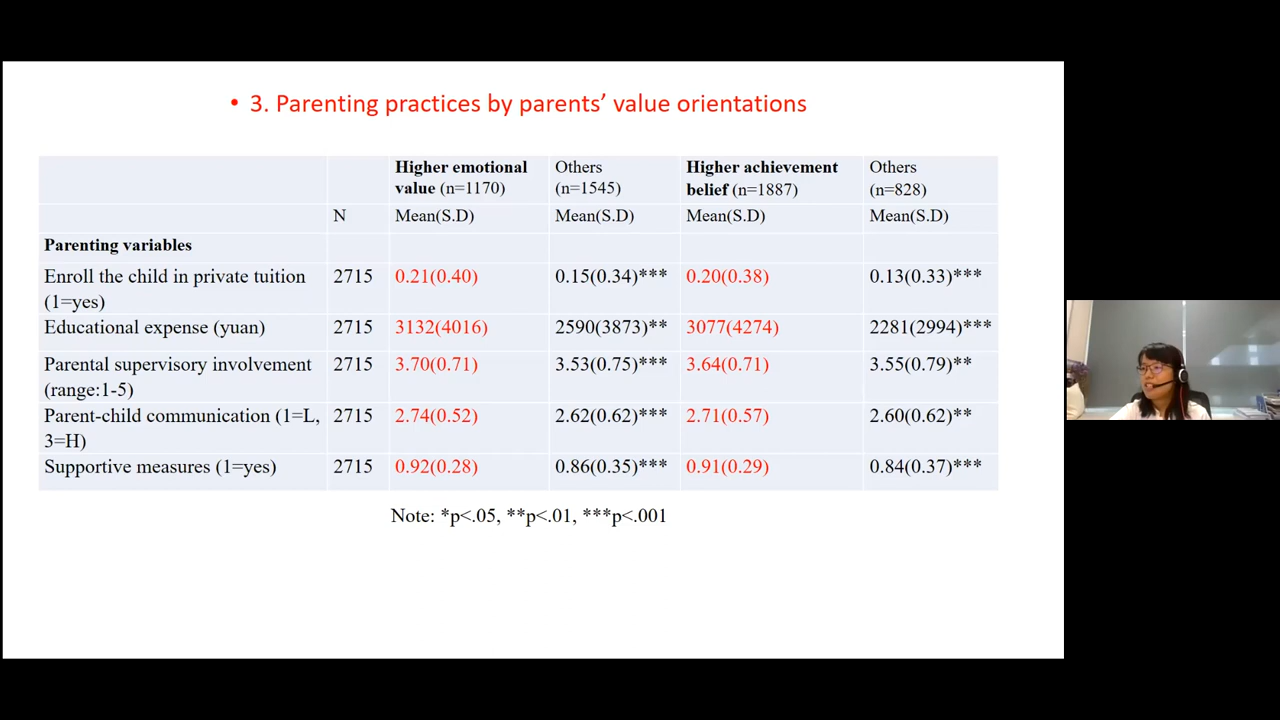 • 3. Parenting practices by parents’ value orientations
Higher emotional value (n=1170) Others (n=1545) Higher achievement belief (n=1887) Others (n=828)
N Mean(S.D) Mean(S.D) Mean(S.D) Mean(S.D)
Parenting variables
Enroll the child in private tuition (1=yes) 2715 0.21(0.40) 0.15(0.34)*** 0.20(0.38) 0.13(0.33)***
Educational expense (yuan) 2715 3132(4016) 2590(3873)** 3077(4274) 2281(2994)***
Parental supervisory involvement (range:1-5) 2715 3.70(0.71) 3.53(0.75)*** 3.64(0.71) 3.55(0.79)**
Parent-child communication (1=L, 3=H) 2715 2.74(0.52) 2.62(0.62)*** 2.71(0.57) 2.60(0.62)**
Supportive measures (1=yes) 2715 0.92(0.28) 0.86(0.35)*** 0.91(0.29) 0.84(0.37)***
Note: *p<.05, **p<.01, ***p<.001